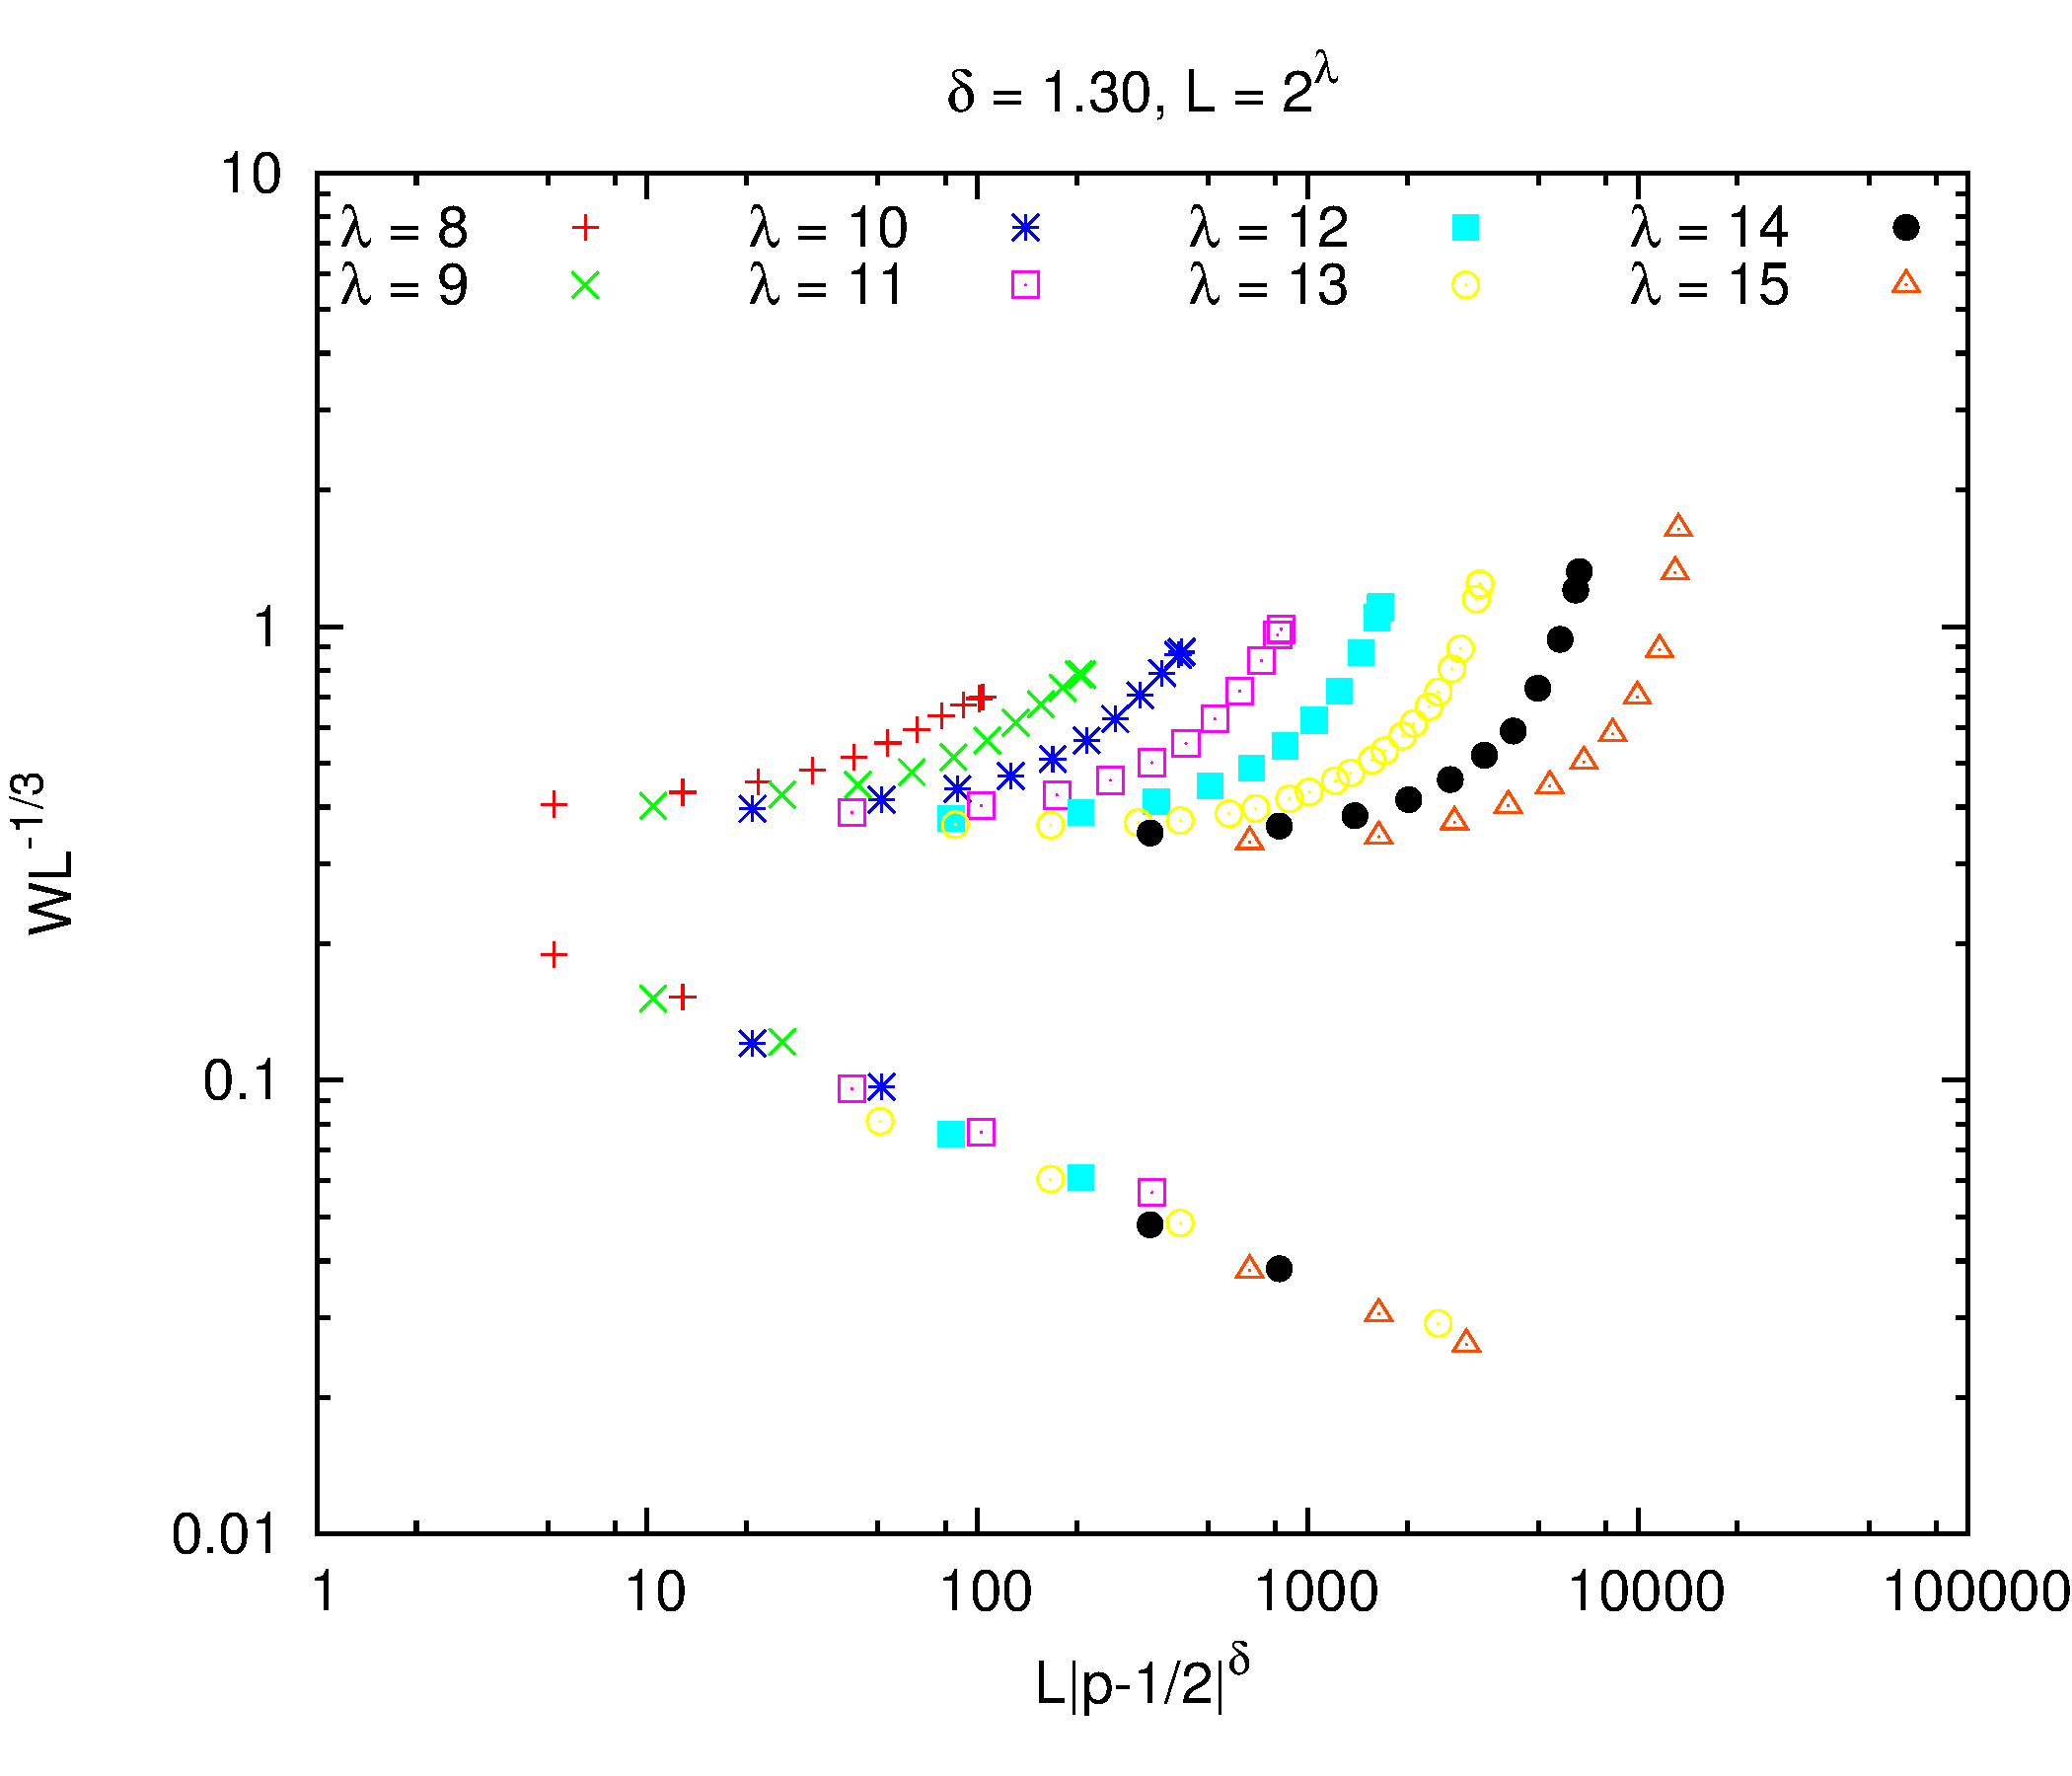 δ = 1.30, L = 2^λ
10
λ = 8 λ = 10 λ = 12 λ = 14
λ = 9 λ = 11 λ = 13 λ = 15
1
WL^-1/3
0.1
0.01
1 10 100 1000 10000 100000
L|p-1/2|^δ